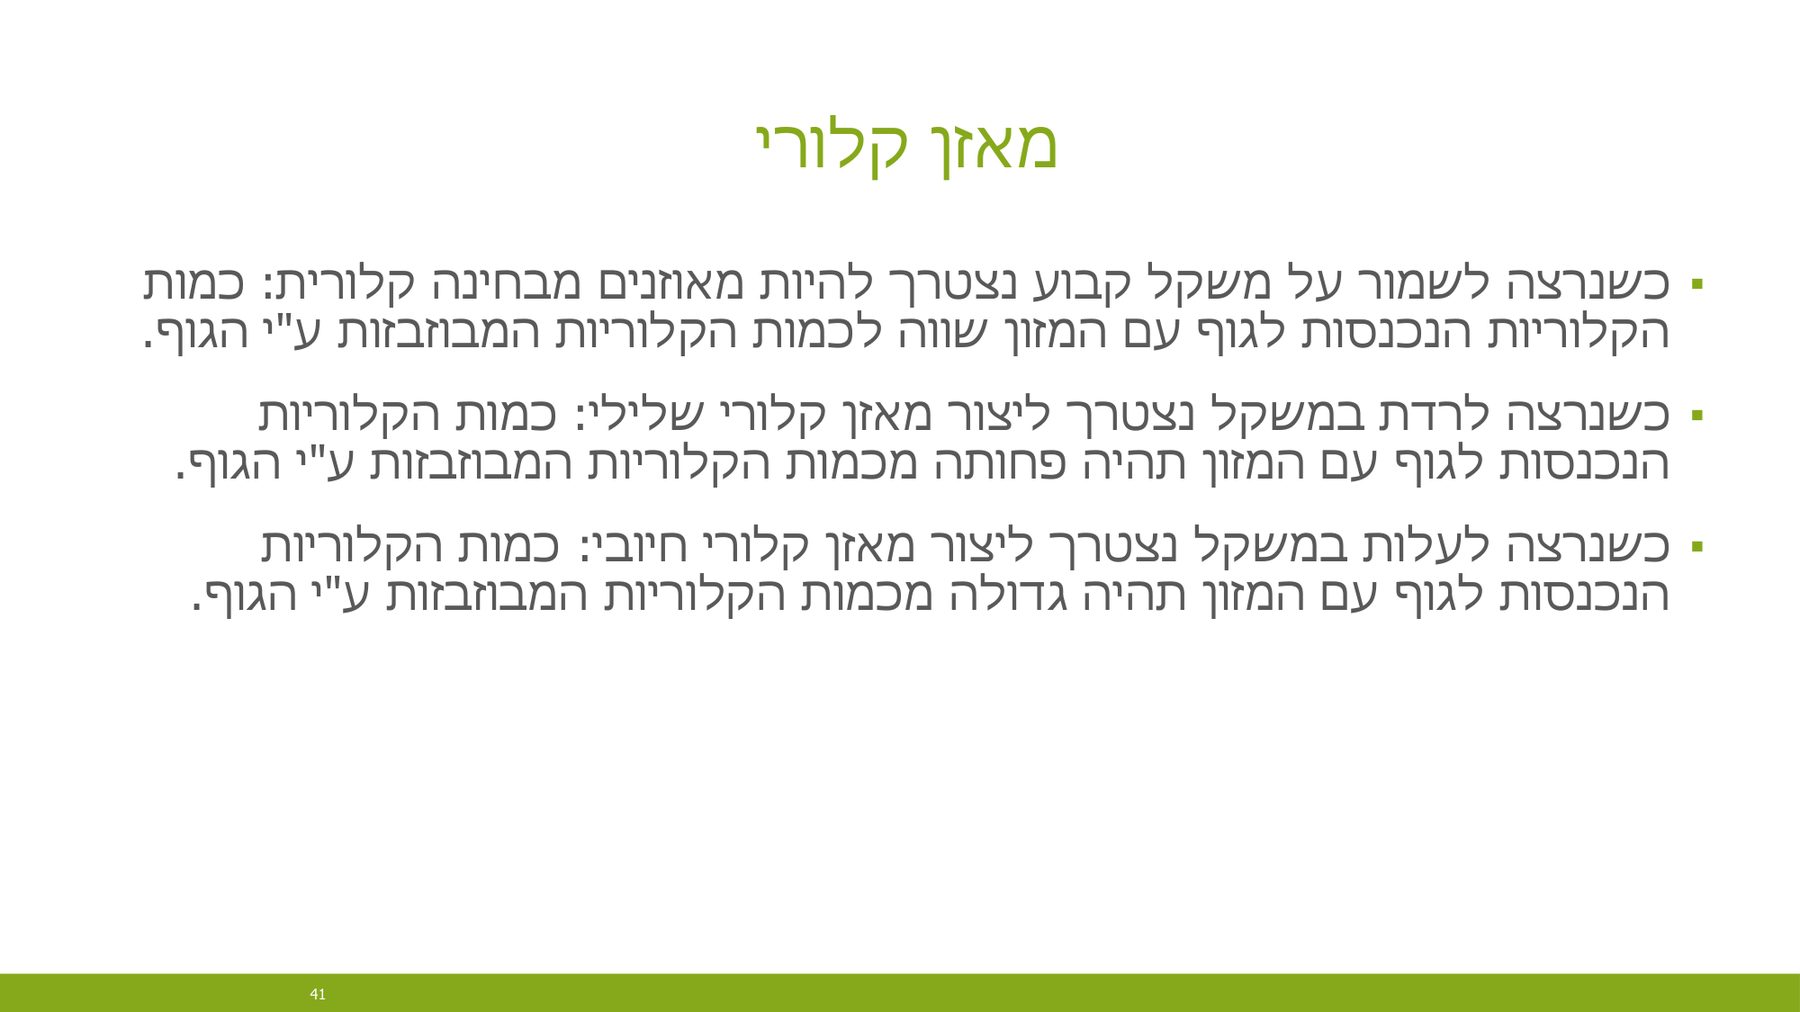 מאזן קלורי
▪ כשנרצה לשמור על משקל קבוע נצטרך להיות מאוזנים מבחינה קלורית: כמות
הקלוריות הנכנסות לגוף עם המזון שווה לכמות הקלוריות המבוזבזות ע"י הגוף.
▪ כשנרצה לרדת במשקל נצטרך ליצור מאזן קלורי שלילי: כמות הקלוריות
הנכנסות לגוף עם המזון תהיה פחותה מכמות הקלוריות המבוזבזות ע"י הגוף.
▪ כשנרצה לעלות במשקל נצטרך ליצור מאזן קלורי חיובי: כמות הקלוריות
הנכנסות לגוף עם המזון תהיה גדולה מכמות הקלוריות המבוזבזות ע"י הגוף.
41